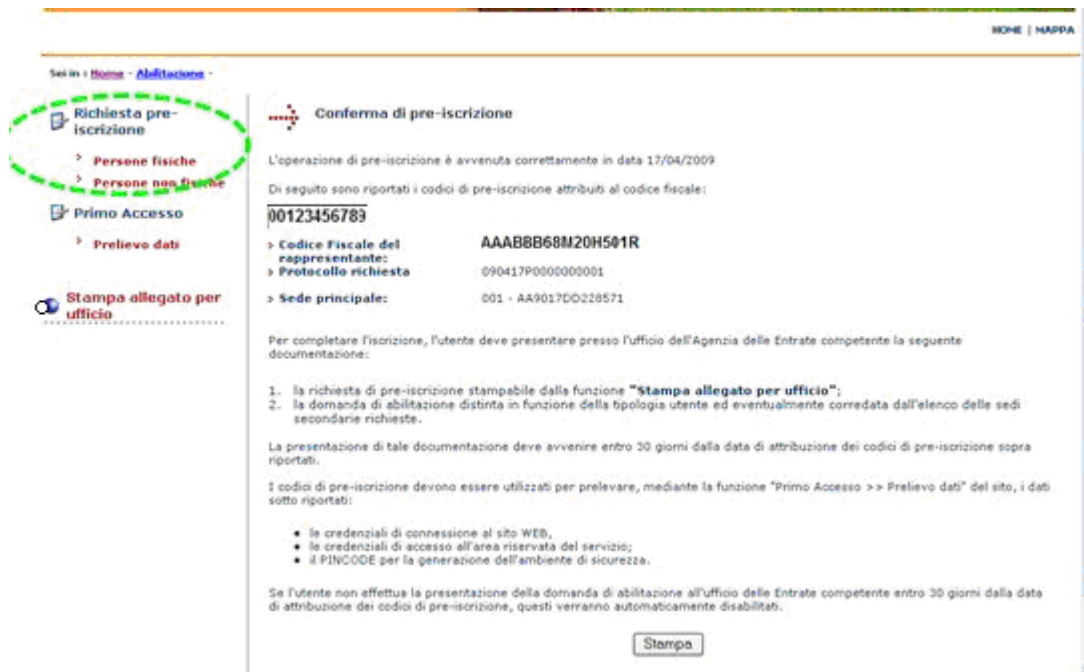 HOME | MAPPA
Sei in : Home - Abilitazione -
Richiesta pre-
iscrizione
Persone fisiche
Persone non fisiche
Primo Accesso
Prelievo dati
Stampa allegato per
ufficio
Conferma di pre-iscrizione
L'operazione di pre-iscrizione è avvenuta correttamente in data 17/04/2009
Di seguito sono riportati i codici di pre-iscrizione attribuiti al codice fiscale:
00123456789
Codice Fiscale del
rappresentante:
AAABBB68M20H501R
Protocollo richiesta 090417P0000000001
Sede principale: 001 - AA9017DD228571
Per completare l'iscrizione, l'utente deve presentare presso l'ufficio dell'Agenzia delle Entrate competente la seguente
documentazione:
1. la richiesta di pre-iscrizione stampabile dalla funzione "Stampa allegato per ufficio";
2. la domanda di abilitazione distinta in funzione della tipologia utente ed eventualmente corredata dall'elenco delle sedi
secondarie richieste.
La presentazione di tale documentazione deve avvenire entro 30 giorni dalla data di attribuzione dei codici di pre-iscrizione sopra
riportati.
I codici di pre-iscrizione devono essere utilizzati per prelevare, mediante la funzione "Primo Accesso >> Prelievo dati" del sito, i dati
sotto riportati:
le credenziali di connessione al sito WEB,
le credenziali di accesso all'area riservata del servizio;
il PINCODE per la generazione dell'ambiente di sicurezza.
Se l'utente non effettua la presentazione della domanda di abilitazione all'ufficio delle Entrate competente entro 30 giorni dalla data
di attribuzione dei codici di pre-iscrizione, questi verranno automaticamente disabilitati.
Stampa